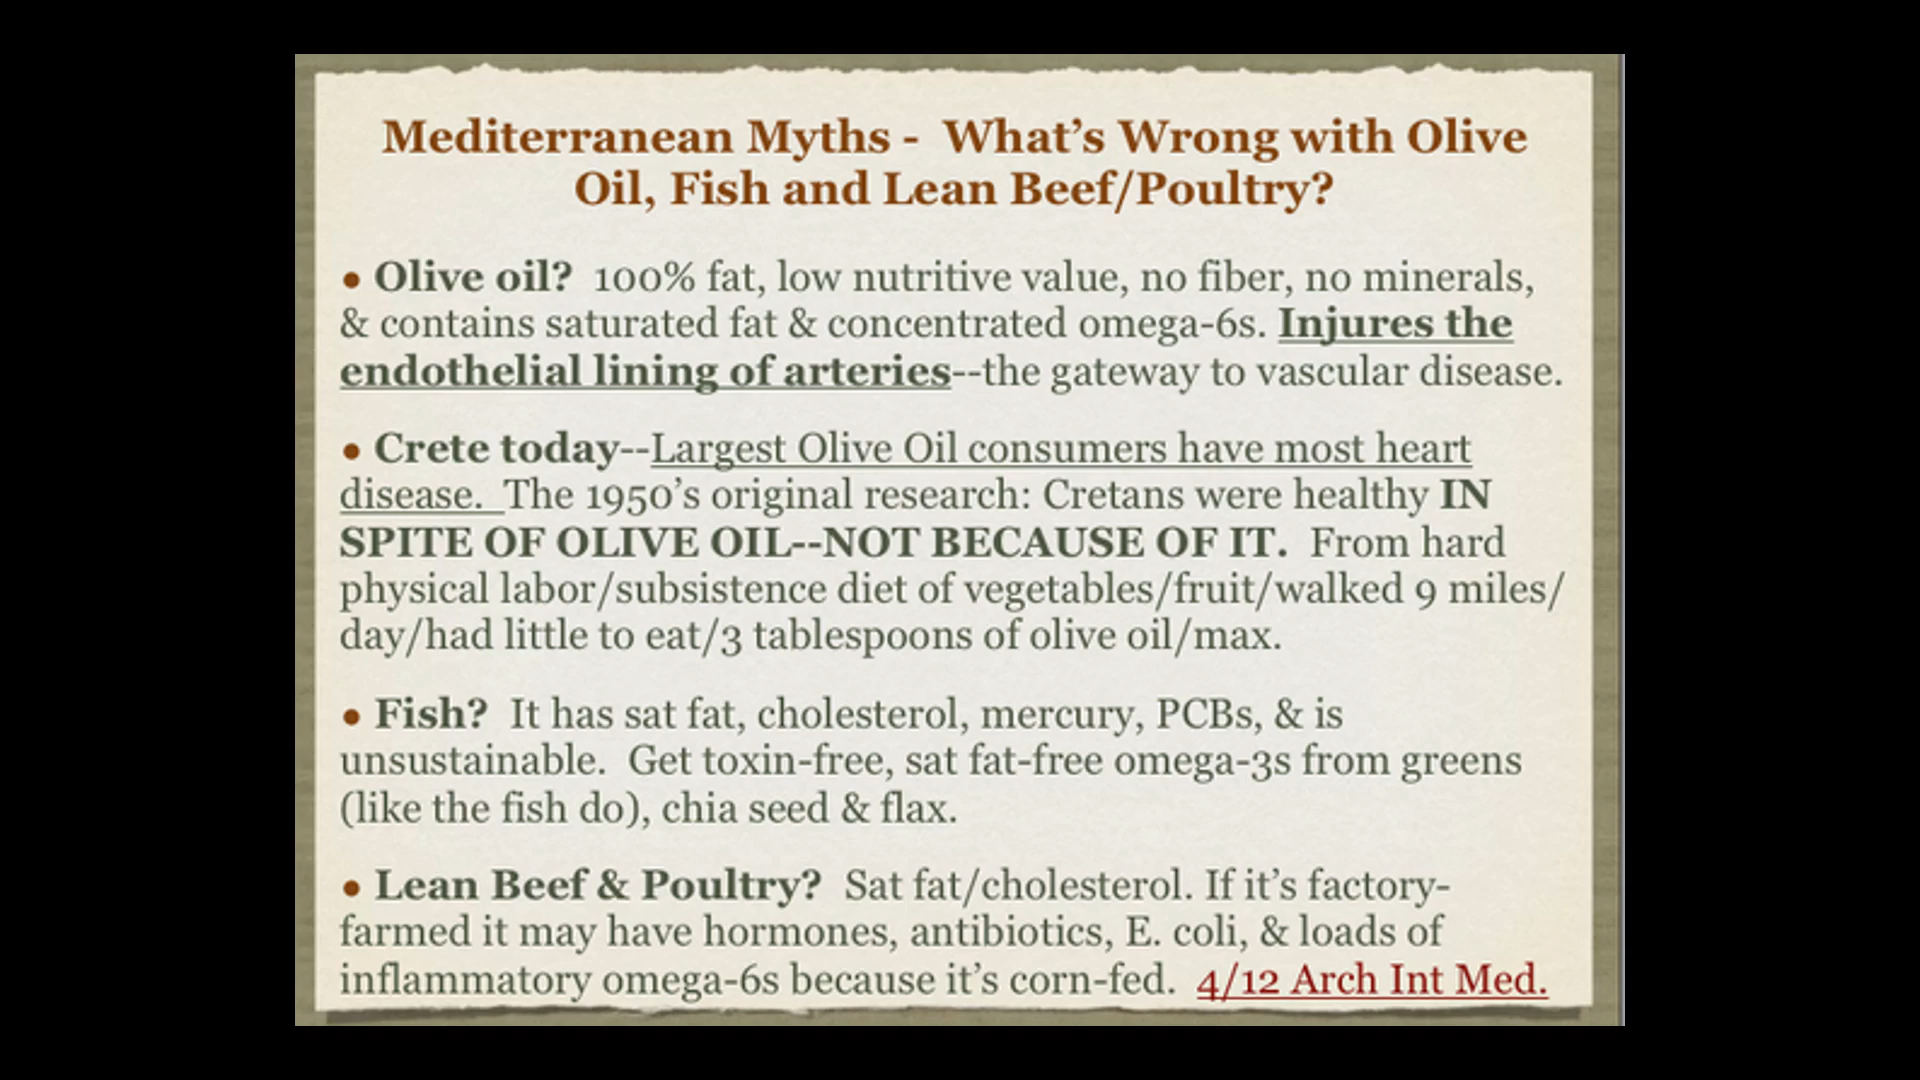 Mediterranean Myths - What's Wrong with Olive
Oil, Fish and Lean Beef/Poultry?
• Olive oil? 100% fat, low nutritive value, no fiber, no minerals,
& contains saturated fat & concentrated omega-6s. Injures the
endothelial lining of arteries--the gateway to vascular disease.
• Crete today--Largest Olive Oil consumers have most heart
disease. The 1950's original research: Cretans were healthy IN
SPITE OF OLIVE OIL--NOT BECAUSE OF IT. From hard
physical labor/subsistence diet of vegetables/fruit/walked 9 miles/
day/had little to eat/3 tablespoons of olive oil/max.
• Fish? It has sat fat, cholesterol, mercury, PCBs, & is
unsustainable. Get toxin-free, sat fat-free omega-3s from greens
(like the fish do), chia seed & flax.
• Lean Beef & Poultry? Sat fat/cholesterol. If it's factory-
farmed it may have hormones, antibiotics, E. coli, & loads of
inflammatory omega-6s because it's corn-fed. 4/12 Arch Int Med.